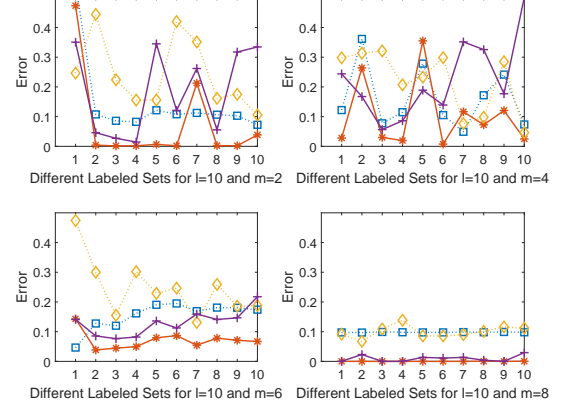 0.4
0.3
0.2
0.1
0
Error
1 2 3 4 5 6 7 8 9 10
Different Labeled Sets for l=10 and m=2
0.4
0.3
0.2
0.1
0
Error
1 2 3 4 5 6 7 8 9 10
Different Labeled Sets for l=10 and m=4
0.4
0.3
0.2
0.1
0
Error
1 2 3 4 5 6 7 8 9 10
Different Labeled Sets for l=10 and m=6
0.4
0.3
0.2
0.1
0
Error
1 2 3 4 5 6 7 8 9 10
Different Labeled Sets for l=10 and m=8